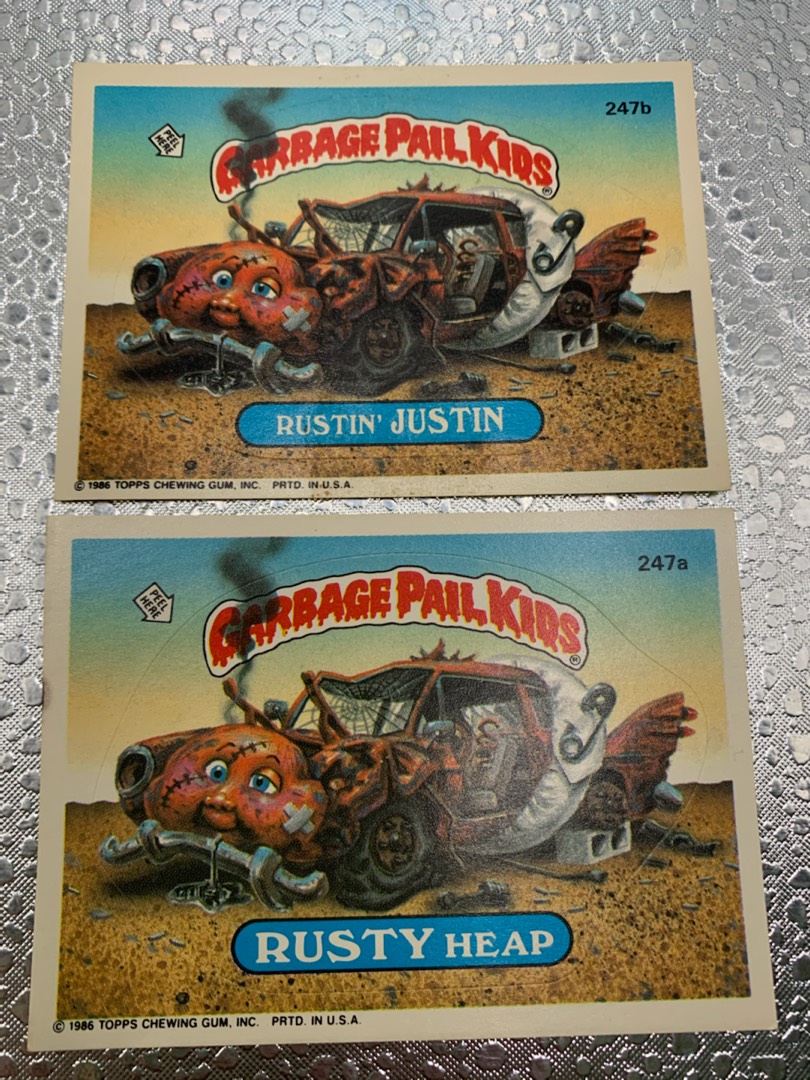 247b
PEEL
HERE
GARBAGE PAIL KIDS
®
RUSTIN' JUSTIN
© 1986 TOPPS CHEWING GUM, INC. PRTD. IN U.S.A.
247a
PEEL
HERE
GARBAGE PAIL KIDS
®
RUSTY HEAP
© 1986 TOPPS CHEWING GUM, INC. PRTD. IN U.S.A.